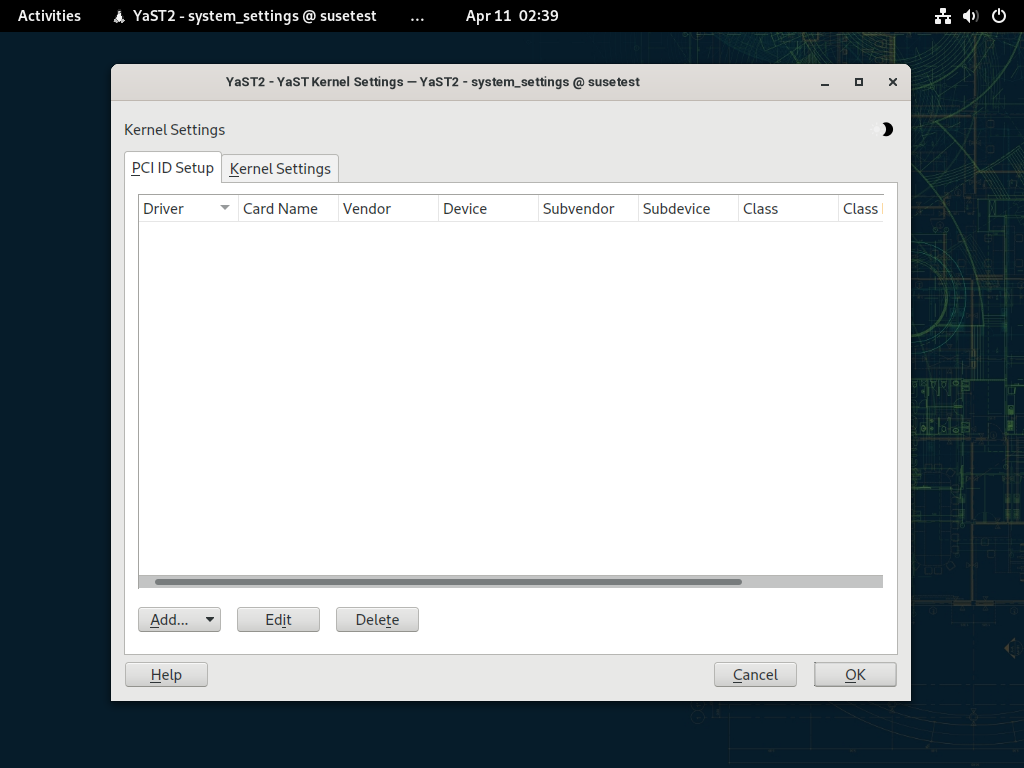 Activities YaST2 - system_settings @ susetest ... Apr 11 02:39
YaST2 - YaST Kernel Settings — YaST2 - system_settings @ susetest
Kernel Settings
PCI ID Setup Kernel Settings
Driver Card Name Vendor Device Subvendor Subdevice Class Class
Add... Edit Delete
Help Cancel OK